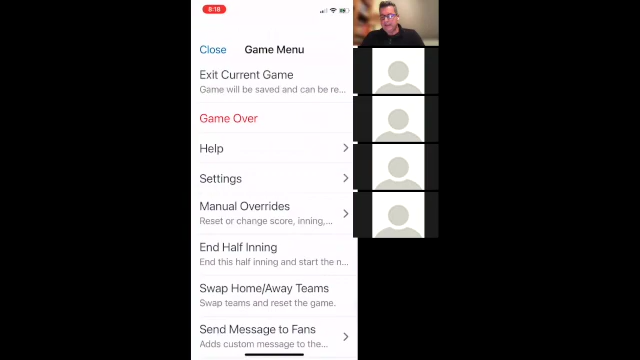 8:18
Close Game Menu
Exit Current Game
Game will be saved and can be re...
Game Over
Help
Settings
Manual Overrides
Reset or change score, inning,...
End Half Inning
End this half inning and start the n...
Swap Home/Away Teams
Swap teams and reset the game.
Send Message to Fans
Adds custom message to the...